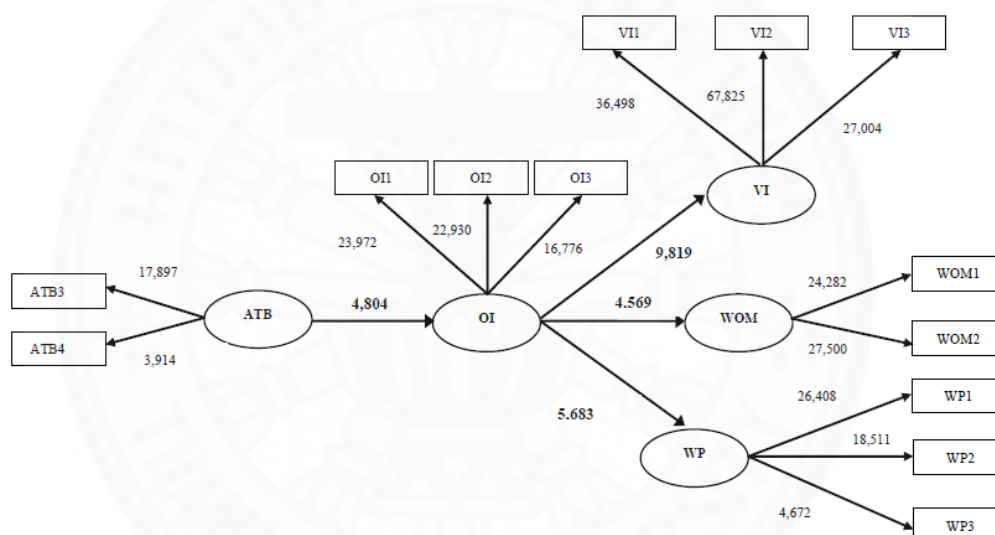 VI1
VI2
VI3
36,498
67,825
27,004
OI1
OI2
OI3
VI
23,972
22,930
16,776
9,819
ATB3
17,897
WOM1
24,282
ATB
4,804
OI
4.569
WOM
ATB4
3,914
27,500
WOM2
5.683
26,408
WP1
WP
18,511
WP2
4,672
WP3